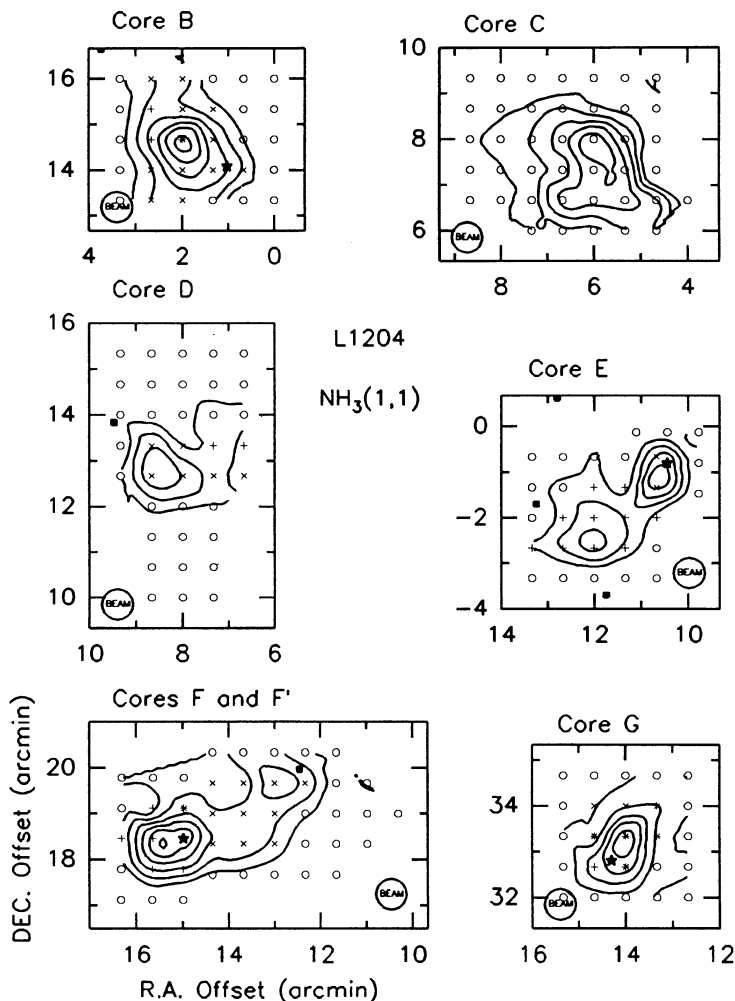 Core B
Core C
16
14
BEAM
4 2 0
10
8
6
BEAM
8 6 4
Core D
16
14
12
10
BEAM
10 8 6
L1204
NH₃(1,1)
Core E
0
−2
−4
BEAM
14 12 10
Cores F and F'
20
18
BEAM
16 14 12 10
Core G
34
32
BEAM
16 14 12
DEC. Offset (arcmin)
R.A. Offset (arcmin)